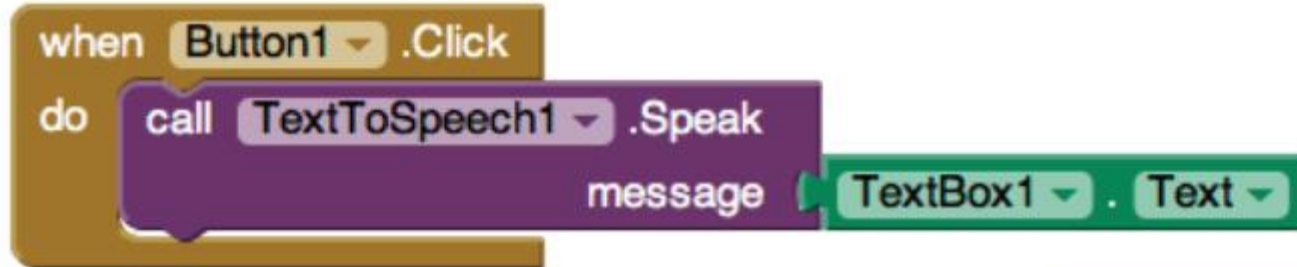 when Button1 .Click
do call TextToSpeech1 .Speak
message TextBox1 . Text